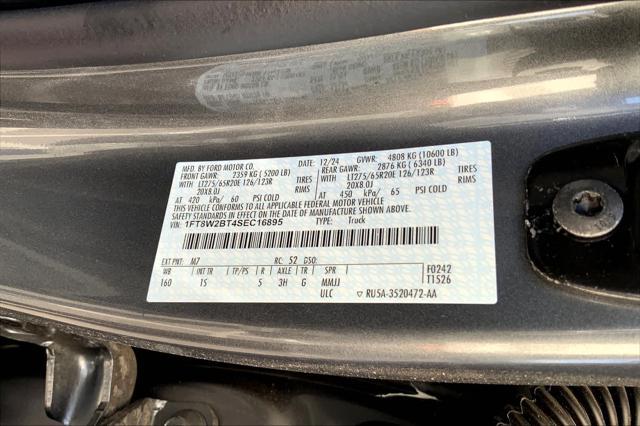 MFD. BY FORD MOTOR CO. 12/24 GVWR: 4808 KG (10600 LB)
FRONT GAWR: 2359 KG ( 5200 LB) REAR GAWR: 2876 KG ( 6340 LB)
WITH LT275/65R20E 126/123R TIRES WITH LT275/65R20E 126/123R TIRES
20X8.0J RIMS 20X8.0J RIMS
AT 420 kPa/ 60 PSI COLD AT 450 kPa/ 65 PSI COLD
THIS VEHICLE CONFORMS TO ALL APPLICABLE FEDERAL MOTOR VEHICLE
SAFETY STANDARDS IN EFFECT ON THE DATE OF MANUFACTURE SHOWN ABOVE.
VIN: 1FT8W2BT4SEC16895 TYPE: Truck
EXT PNT: M7 RC: 52 DSO:
WB INT TR TP/PS R AXLE TR SPR F0242
160 1S 5 3H G MMJJ T1526
ULC ▽ RU5A-3520472-AA